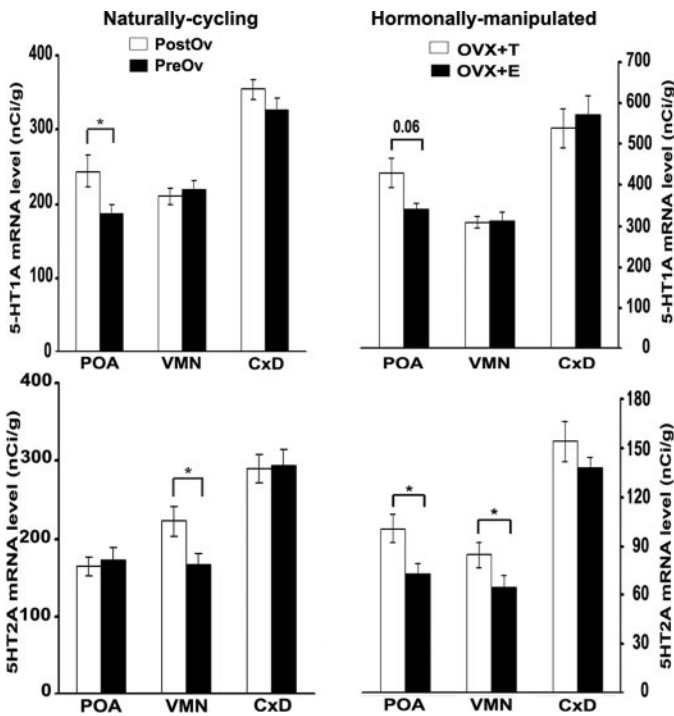 Naturally-cycling
PostOv
PreOv
5-HT1A mRNA level (nCi/g)
400
300
200
100
0
*
POA VMN CxD
Hormonally-manipulated
OVX+T
OVX+E
0.06
700
600
500
400
300
200
100
0
5-HT1A mRNA level (nCi/g)
POA VMN CxD
5HT2A mRNA level (nCi/g)
400
300
200
100
0
*
POA VMN CxD
*
*
180
150
120
90
60
30
0
5HT2A mRNA level (nCi/g)
POA VMN CxD